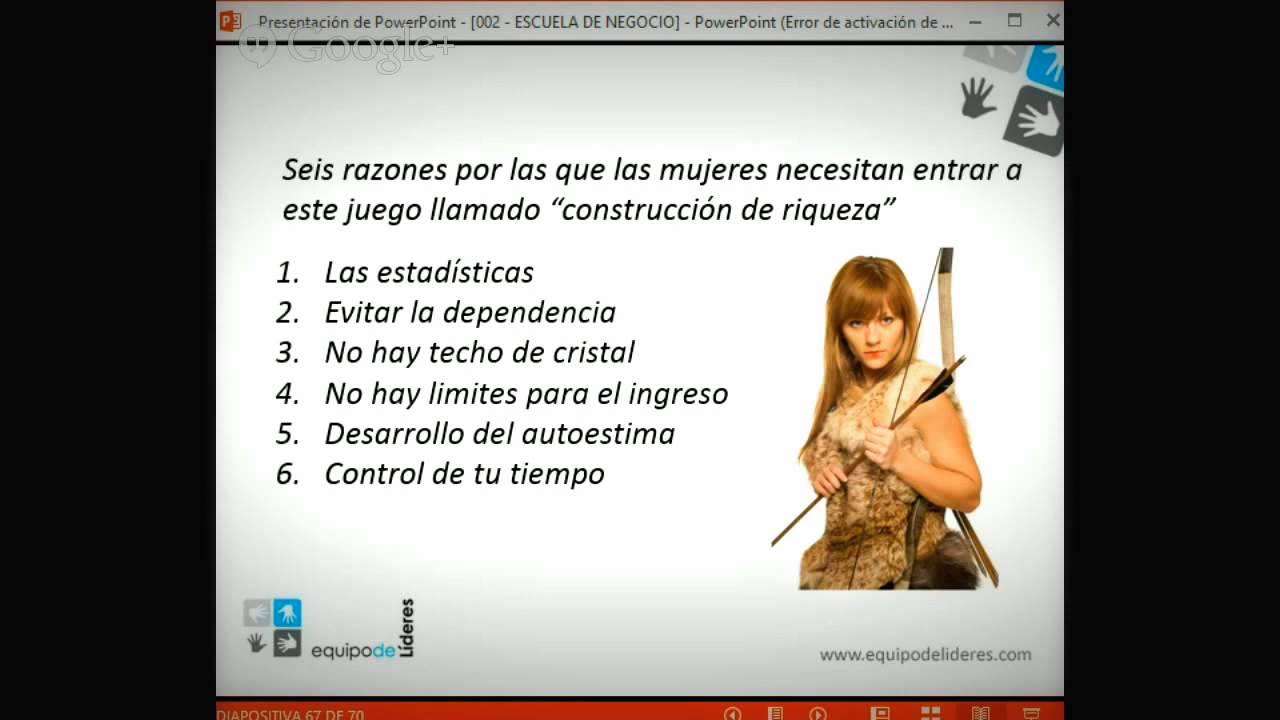 Presentación de PowerPoint - [002 - ESCUELA DE NEGOCIO] - PowerPoint (Error de activación de ...
Google+
Seis razones por las que las mujeres necesitan entrar a
este juego llamado “construcción de riqueza”
1. Las estadísticas
2. Evitar la dependencia
3. No hay techo de cristal
4. No hay limites para el ingreso
5. Desarrollo del autoestima
6. Control de tu tiempo
equipode Líderes
www.equipodelideres.com
DIAPOSITIVA 67 DE 70